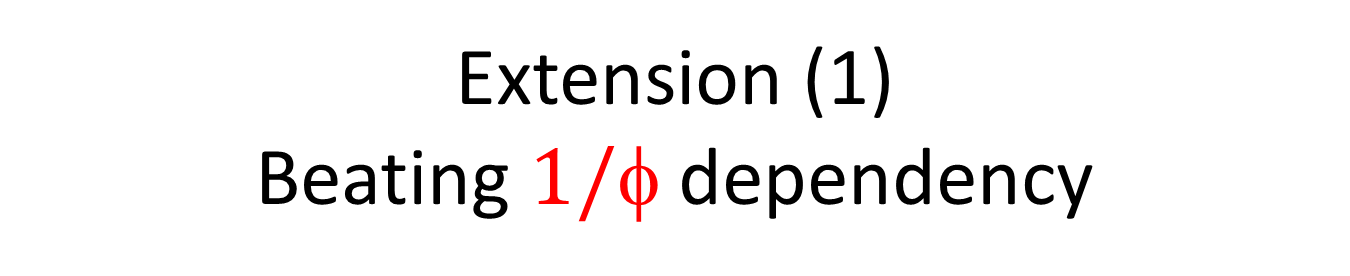 Extension (1)
Beating 1/ϕ dependency